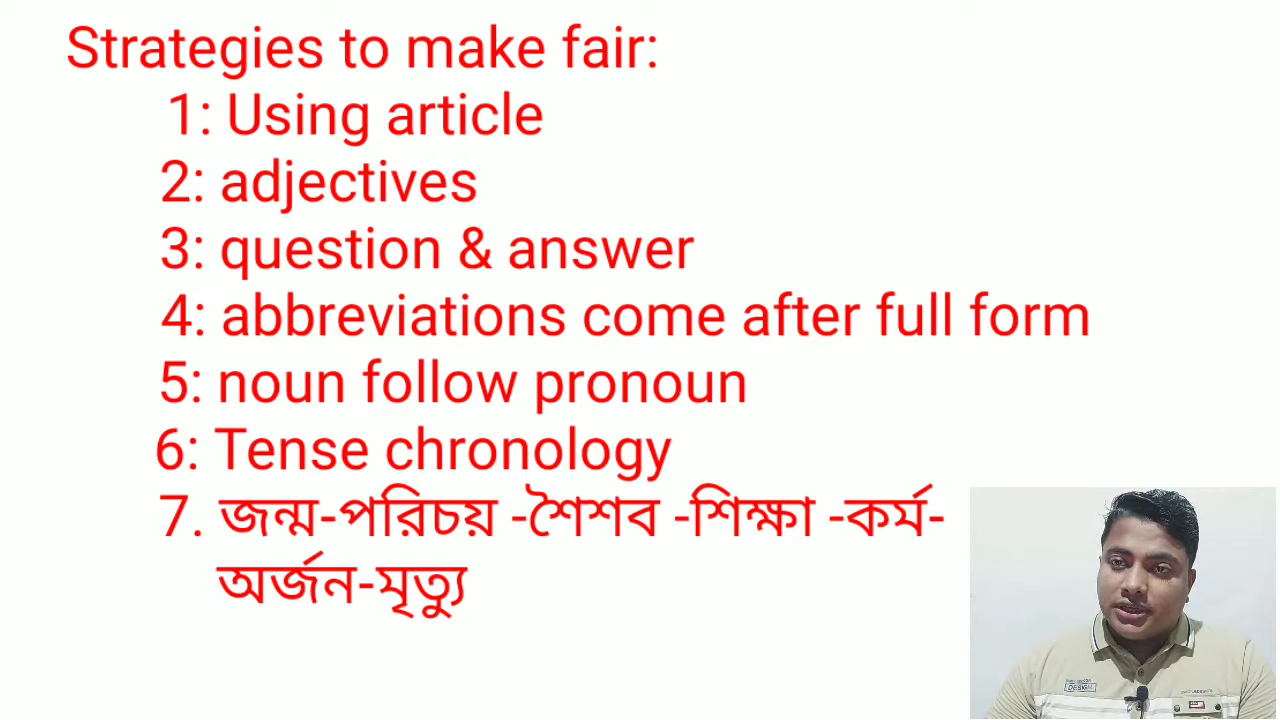 Strategies to make fair:
1: Using article
2: adjectives
3: question & answer
4: abbreviations come after full form
5: noun follow pronoun
6: Tense chronology
7. জন্ম-পরিচয় -শৈশব -শিক্ষা -কর্ম-
অর্জন-মৃত্যু
DESIGN